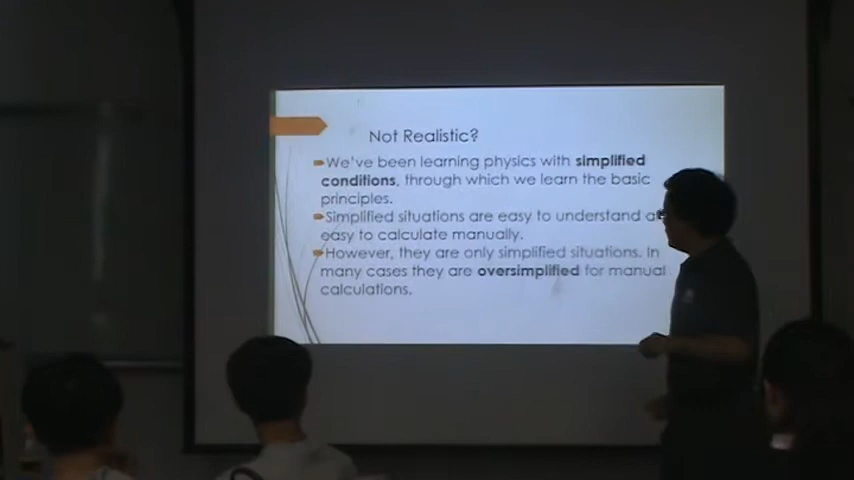 Not Realistic?
We've been learning physics with simplified
conditions, through which we learn the basic
principles.
Simplified situations are easy to understand
easy to calculate manually.
However, they are only simplified situations. In
many cases they are oversimplified for manual
calculations.